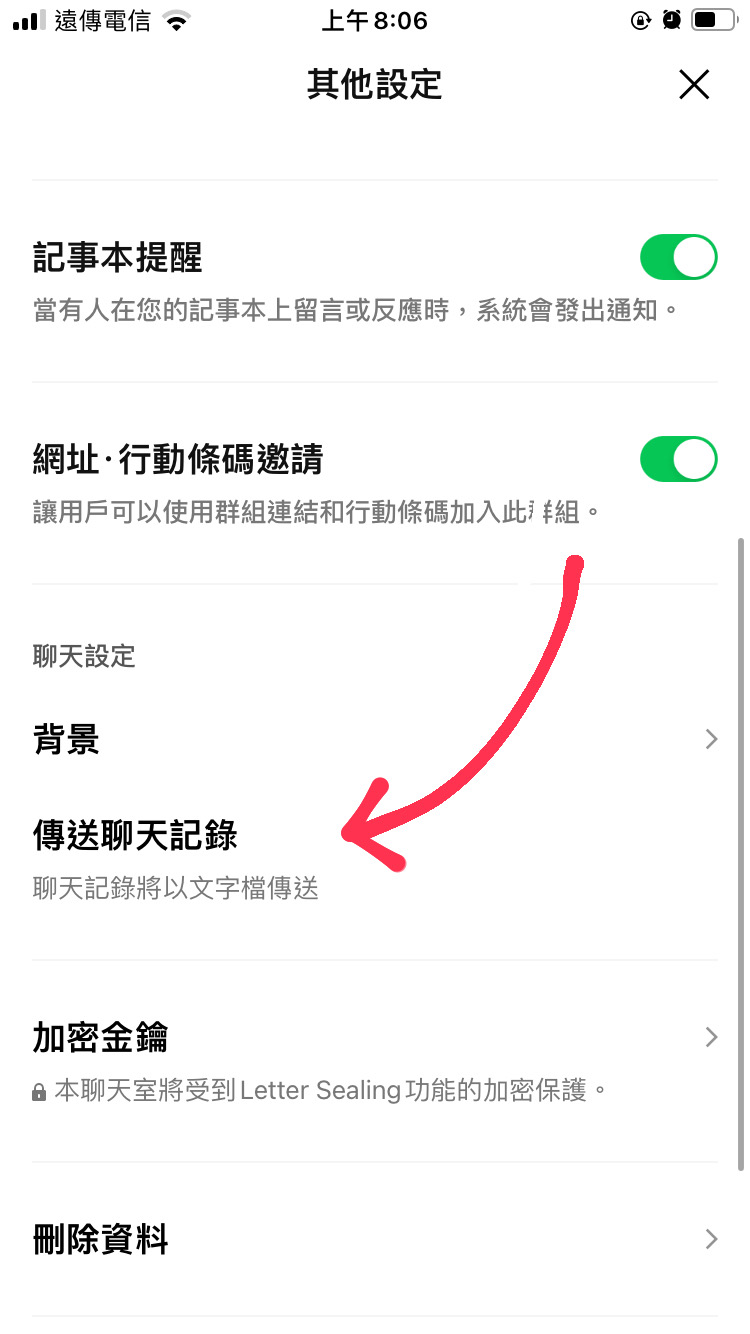 遠傳電信 上午8:06
其他設定
記事本提醒
當有人在您的記事本上留言或反應時，系統會發出通知。
網址·行動條碼邀請
讓用戶可以使用群組連結和行動條碼加入此群組。
聊天設定
背景
傳送聊天記錄
聊天記錄將以文字檔傳送
加密金鑰
本聊天室將受到Letter Sealing功能的加密保護。
刪除資料